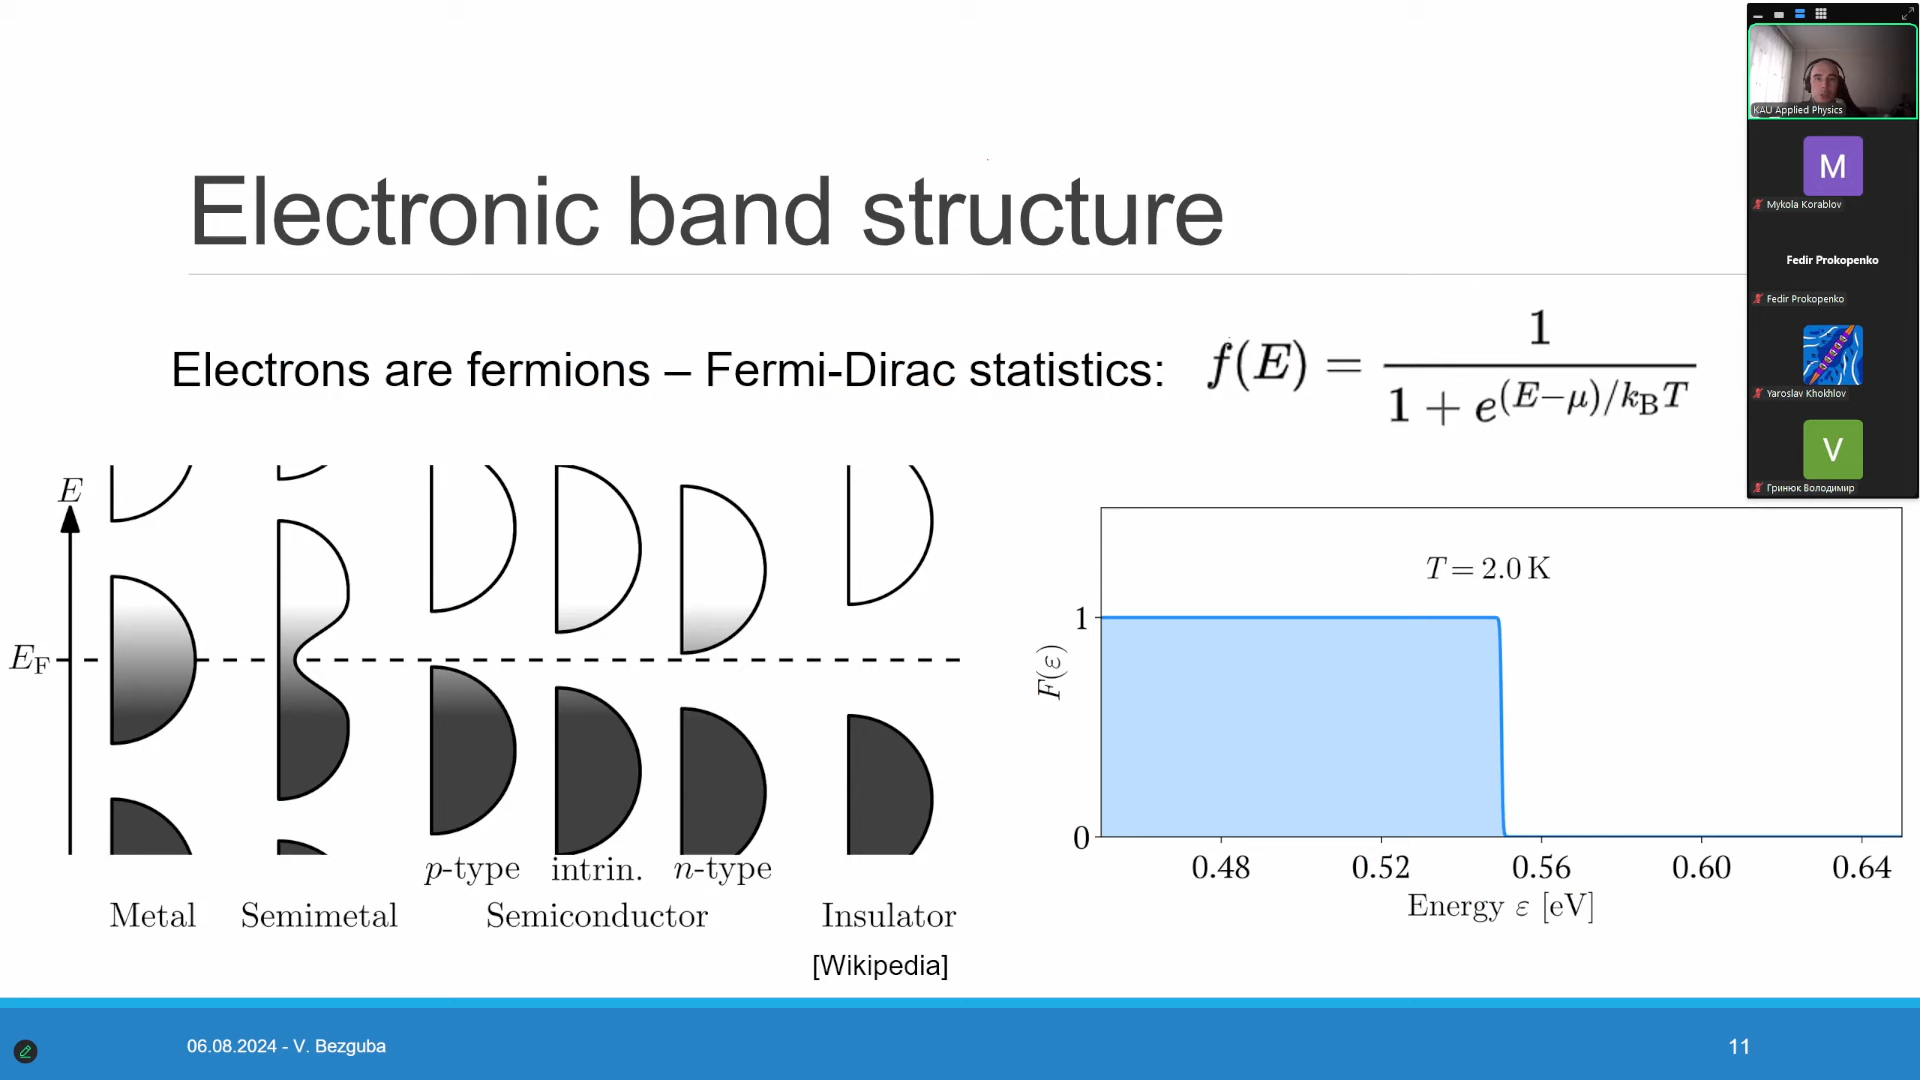 Electronic band structure
Electrons are fermions – Fermi-Dirac statistics:
f(E) = 1 / (1 + e^{(E−μ)/k_B T})
E
E_F
p-type intrin. n-type
Metal Semimetal Semiconductor Insulator
[Wikipedia]
T = 2.0 K
F(ε)
1
0
0.48 0.52 0.56 0.60 0.64
Energy ε [eV]
06.08.2024 - V. Bezguba
11
KAU Applied Physics
M
Mykola Korablov
Fedir Prokopenko
Fedir Prokopenko
Yaroslav Khokhlov
V
Гринюк Володимир